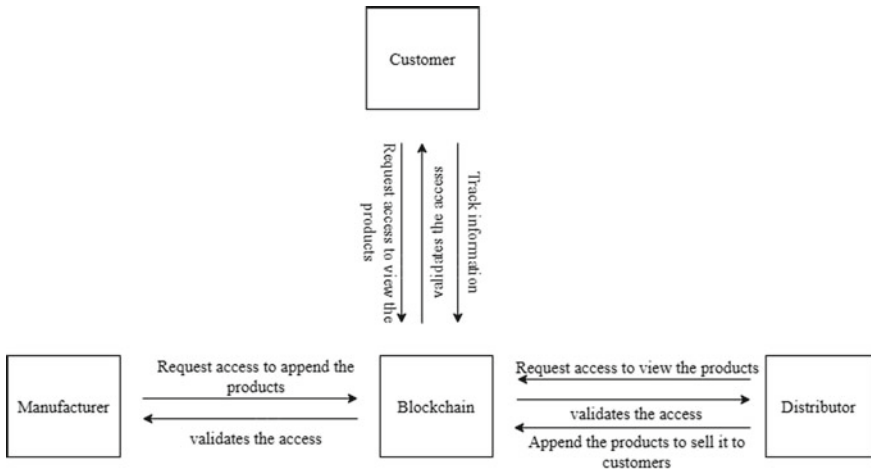 Customer
Request access to view the
products
validates the access
Track information
Manufacturer
Request access to append the
products
validates the access
Blockchain
Request access to view the products
validates the access
Append the products to sell it to
customers
Distributor